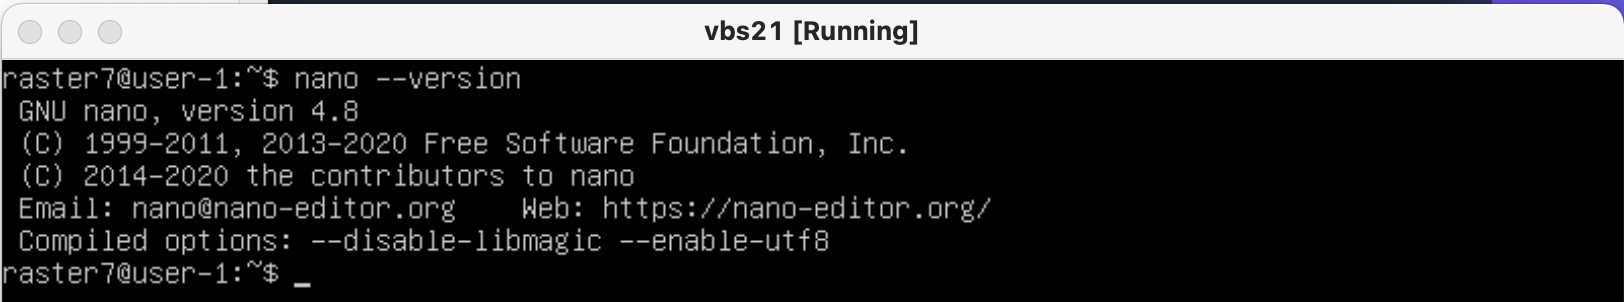 vbs21 [Running]
raster7@user-1:~$ nano --version
GNU nano, version 4.8
(C) 1999-2011, 2013-2020 Free Software Foundation, Inc.
(C) 2014-2020 the contributors to nano
Email: nano@nano-editor.org    Web: https://nano-editor.org/
Compiled options: --disable-libmagic --enable-utf8
raster7@user-1:~$ _